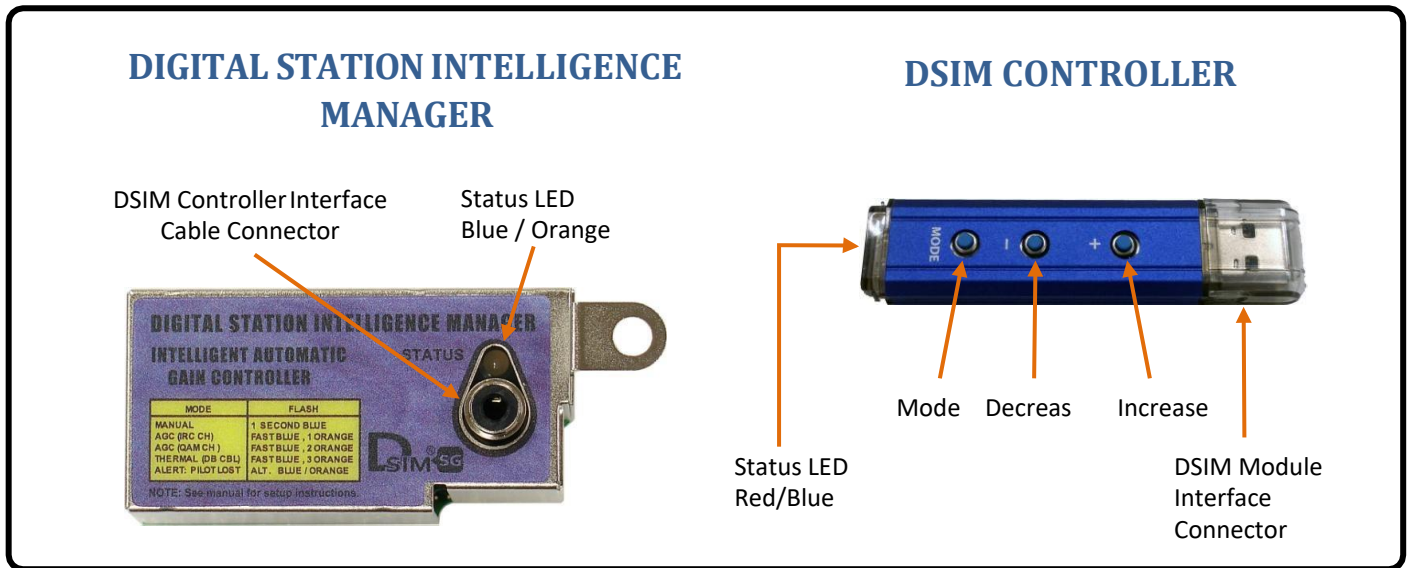 DIGITAL STATION INTELLIGENCE
MANAGER
DSIM Controller Interface
Cable Connector
Status LED
Blue / Orange
DIGITAL STATION INTELLIGENCE MANAGER
INTELLIGENT AUTOMATIC
GAIN CONTROLLER
STATUS
MODE FLASH
MANUAL 1 SECOND BLUE
AGC (IRC CH) FAST BLUE , 1 ORANGE
AGC (QAM CH ) FAST BLUE , 2 ORANGE
THERMAL (DB CBL) FAST BLUE , 3 ORANGE
ALERT: PILOT LOST ALT. BLUE / ORANGE
DSIM® SG
NOTE: See manual for setup instructions.
DSIM CONTROLLER
MODE - +
Mode Decreas Increase
Status LED
Red/Blue
DSIM Module
Interface
Connector